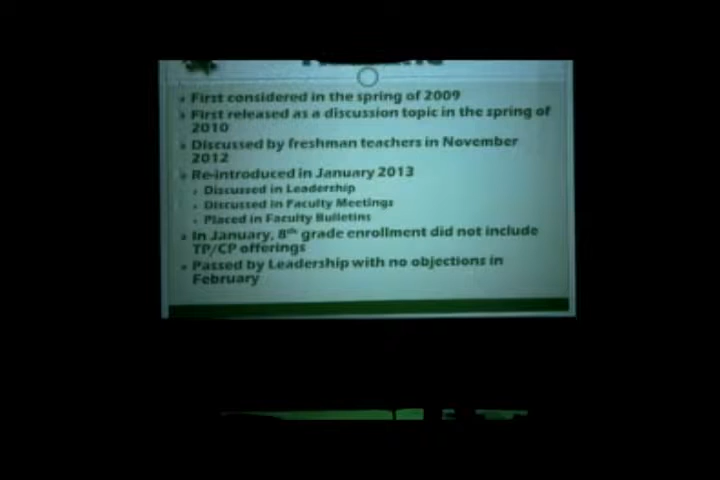 First considered in the spring of 2009
First released as a discussion topic in the spring of
2010
Discussed by freshman teachers in November
2012
Re-introduced in January 2013
Discussed in Leadership
Discussed in Faculty Meetings
Placed in Faculty Bulletins
In January, 8th grade enrollment did not include
TP/CP offerings
Passed by Leadership with no objections in
February